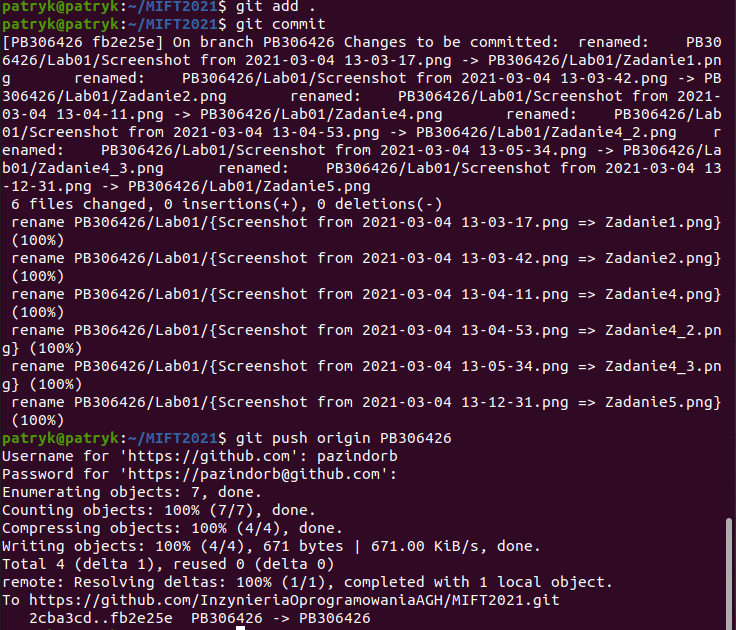 patryk@patryk:~/MIFT2021$ git add .
patryk@patryk:~/MIFT2021$ git commit
[PB306426 fb2e25e] On branch PB306426 Changes to be committed:  renamed:    PB30
6426/Lab01/Screenshot from 2021-03-04 13-03-17.png -> PB306426/Lab01/Zadanie1.pn
g       renamed:    PB306426/Lab01/Screenshot from 2021-03-04 13-03-42.png -> PB
306426/Lab01/Zadanie2.png       renamed:    PB306426/Lab01/Screenshot from 2021-
03-04 13-04-11.png -> PB306426/Lab01/Zadanie4.png       renamed:    PB306426/Lab
01/Screenshot from 2021-03-04 13-04-53.png -> PB306426/Lab01/Zadanie4_2.png    r
enamed:    PB306426/Lab01/Screenshot from 2021-03-04 13-05-34.png -> PB306426/La
b01/Zadanie4_3.png      renamed:    PB306426/Lab01/Screenshot from 2021-03-04 13
-12-31.png -> PB306426/Lab01/Zadanie5.png
 6 files changed, 0 insertions(+), 0 deletions(-)
 rename PB306426/Lab01/{Screenshot from 2021-03-04 13-03-17.png => Zadanie1.png}
 (100%)
 rename PB306426/Lab01/{Screenshot from 2021-03-04 13-03-42.png => Zadanie2.png}
 (100%)
 rename PB306426/Lab01/{Screenshot from 2021-03-04 13-04-11.png => Zadanie4.png}
 (100%)
 rename PB306426/Lab01/{Screenshot from 2021-03-04 13-04-53.png => Zadanie4_2.pn
g} (100%)
 rename PB306426/Lab01/{Screenshot from 2021-03-04 13-05-34.png => Zadanie4_3.pn
g} (100%)
 rename PB306426/Lab01/{Screenshot from 2021-03-04 13-12-31.png => Zadanie5.png}
 (100%)
patryk@patryk:~/MIFT2021$ git push origin PB306426
Username for 'https://github.com': pazindorb
Password for 'https://pazindorb@github.com':
Enumerating objects: 7, done.
Counting objects: 100% (7/7), done.
Compressing objects: 100% (4/4), done.
Writing objects: 100% (4/4), 671 bytes | 671.00 KiB/s, done.
Total 4 (delta 1), reused 0 (delta 0)
remote: Resolving deltas: 100% (1/1), completed with 1 local object.
To https://github.com/InzynieriaOprogramowaniaAGH/MIFT2021.git
   2cba3cd..fb2e25e  PB306426 -> PB306426